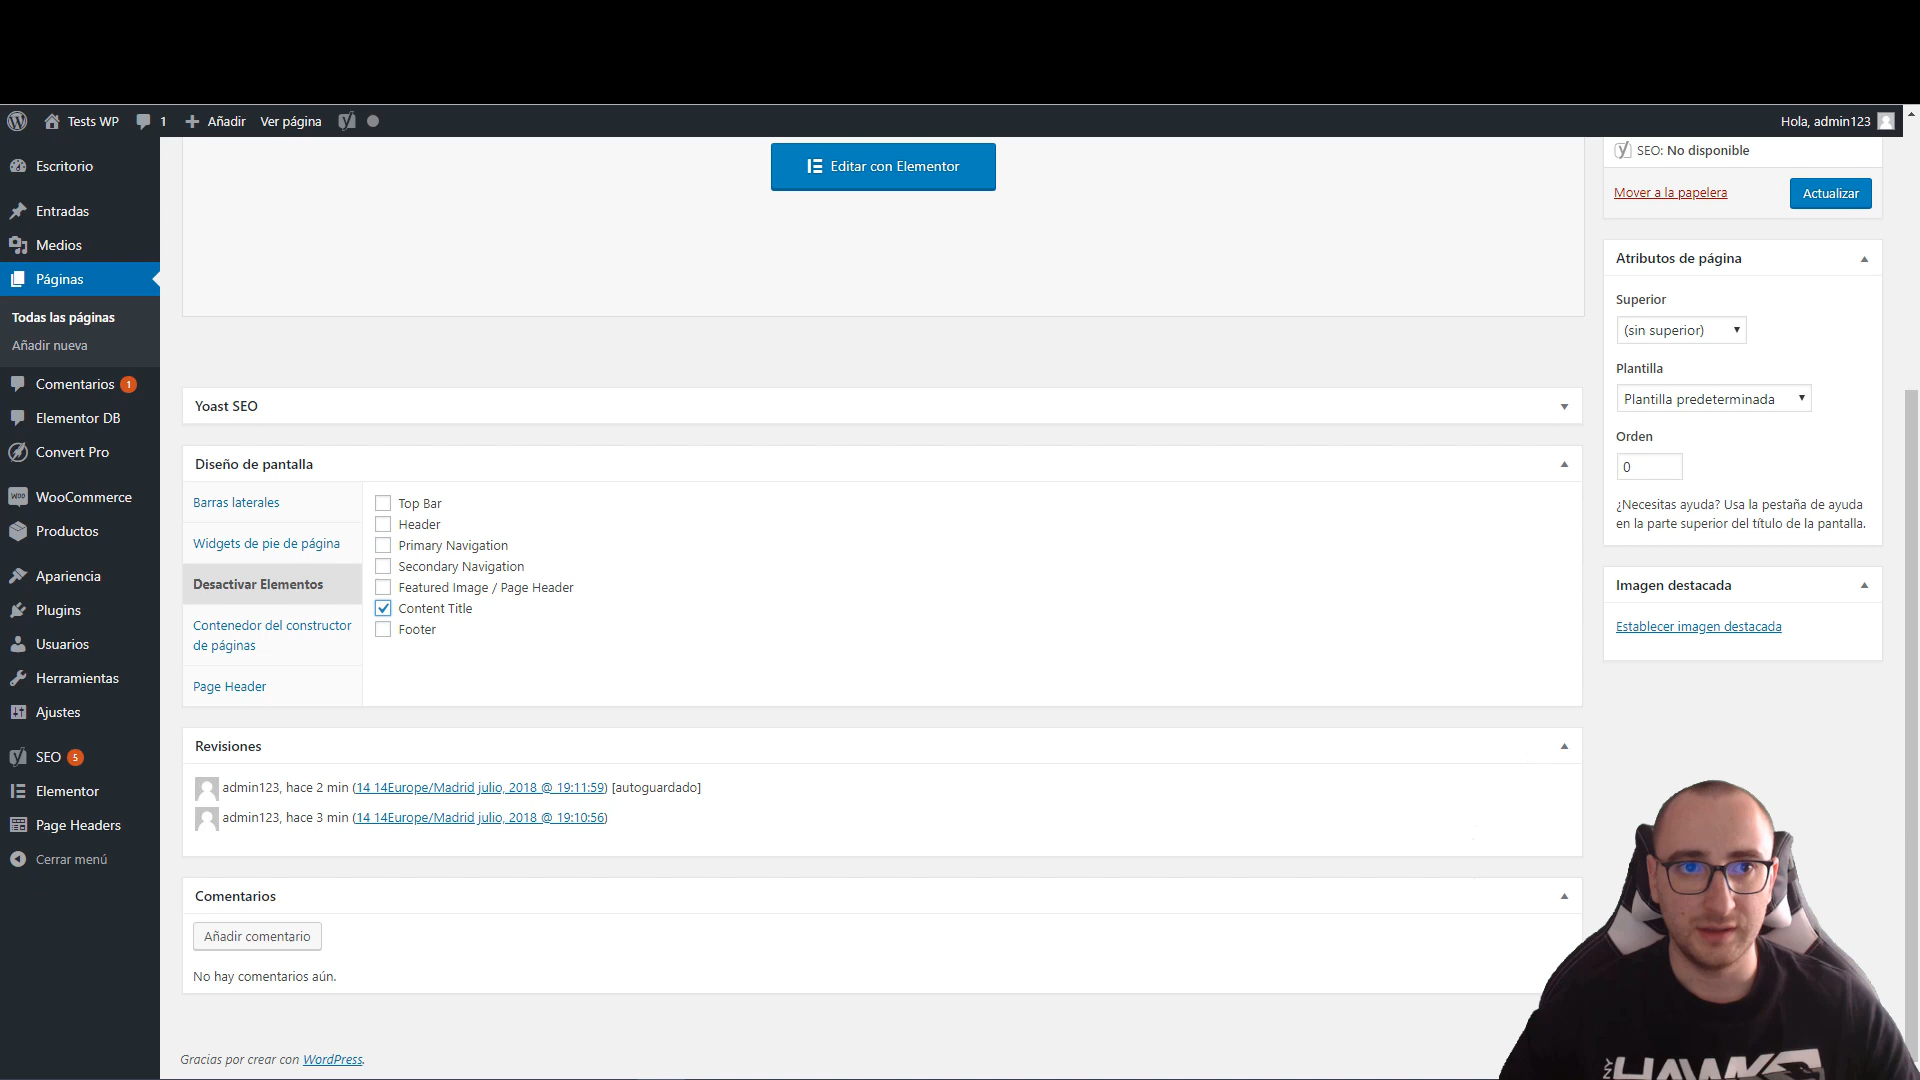 Tests WP
1
Añadir
Ver página
Hola, admin123
Escritorio
Entradas
Medios
Páginas
Todas las páginas
Añadir nueva
Comentarios 1
Elementor DB
Convert Pro
WooCommerce
Productos
Apariencia
Plugins
Usuarios
Herramientas
Ajustes
SEO 5
Elementor
Page Headers
Cerrar menú
Editar con Elementor
Yoast SEO
Diseño de pantalla
Barras laterales
Widgets de pie de página
Desactivar Elementos
Contenedor del constructor
de páginas
Page Header
Top Bar
Header
Primary Navigation
Secondary Navigation
Featured Image / Page Header
Content Title
Footer
Revisiones
admin123, hace 2 min (14 14Europe/Madrid julio, 2018 @ 19:11:59) [autoguardado]
admin123, hace 3 min (14 14Europe/Madrid julio, 2018 @ 19:10:56)
Comentarios
Añadir comentario
No hay comentarios aún.
Gracias por crear con WordPress.
SEO: No disponible
Mover a la papelera
Actualizar
Atributos de página
Superior
(sin superior)
Plantilla
Plantilla predeterminada
Orden
0
¿Necesitas ayuda? Usa la pestaña de ayuda
en la parte superior del título de la pantalla.
Imagen destacada
Establecer imagen destacada
NY
HAWKS